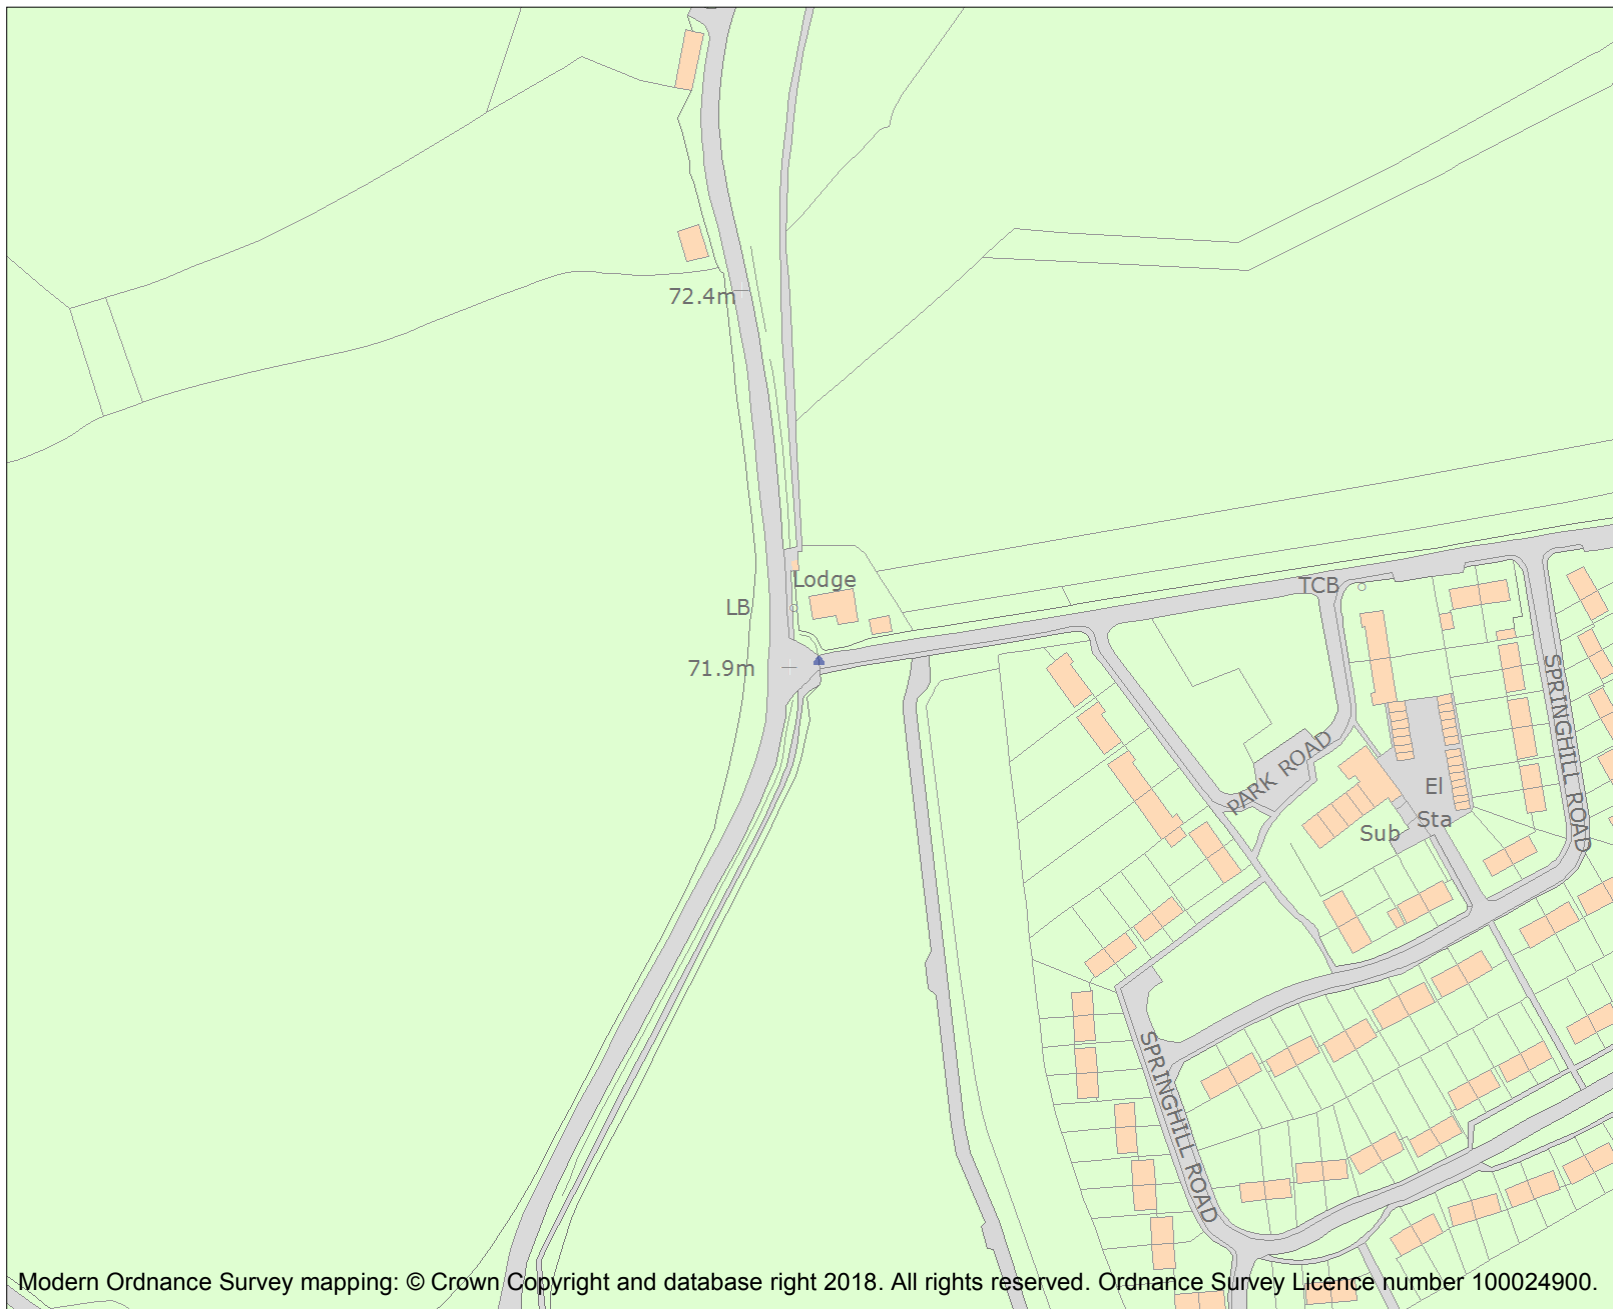 72.4m
Lodge
TCB
LB
71.9m
SPRINGHILL ROAD
PARK ROAD
El
Sta
Sub
SPRINGHILL ROAD
Modern Ordnance Survey mapping: © Crown Copyright and database right 2018. All rights reserved. Ordnance Survey Licence number 100024900.